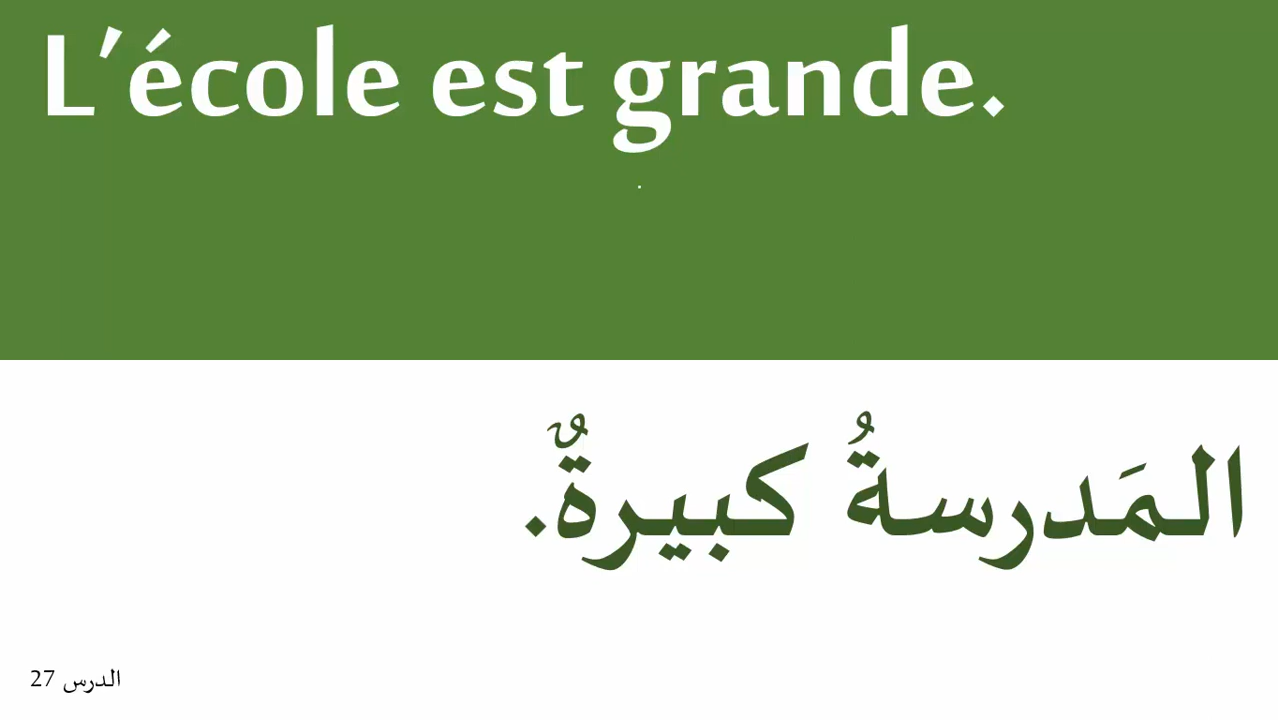 L’école est grande.
.
المَدرسةُ كبيرةٌ.
الدرس 27